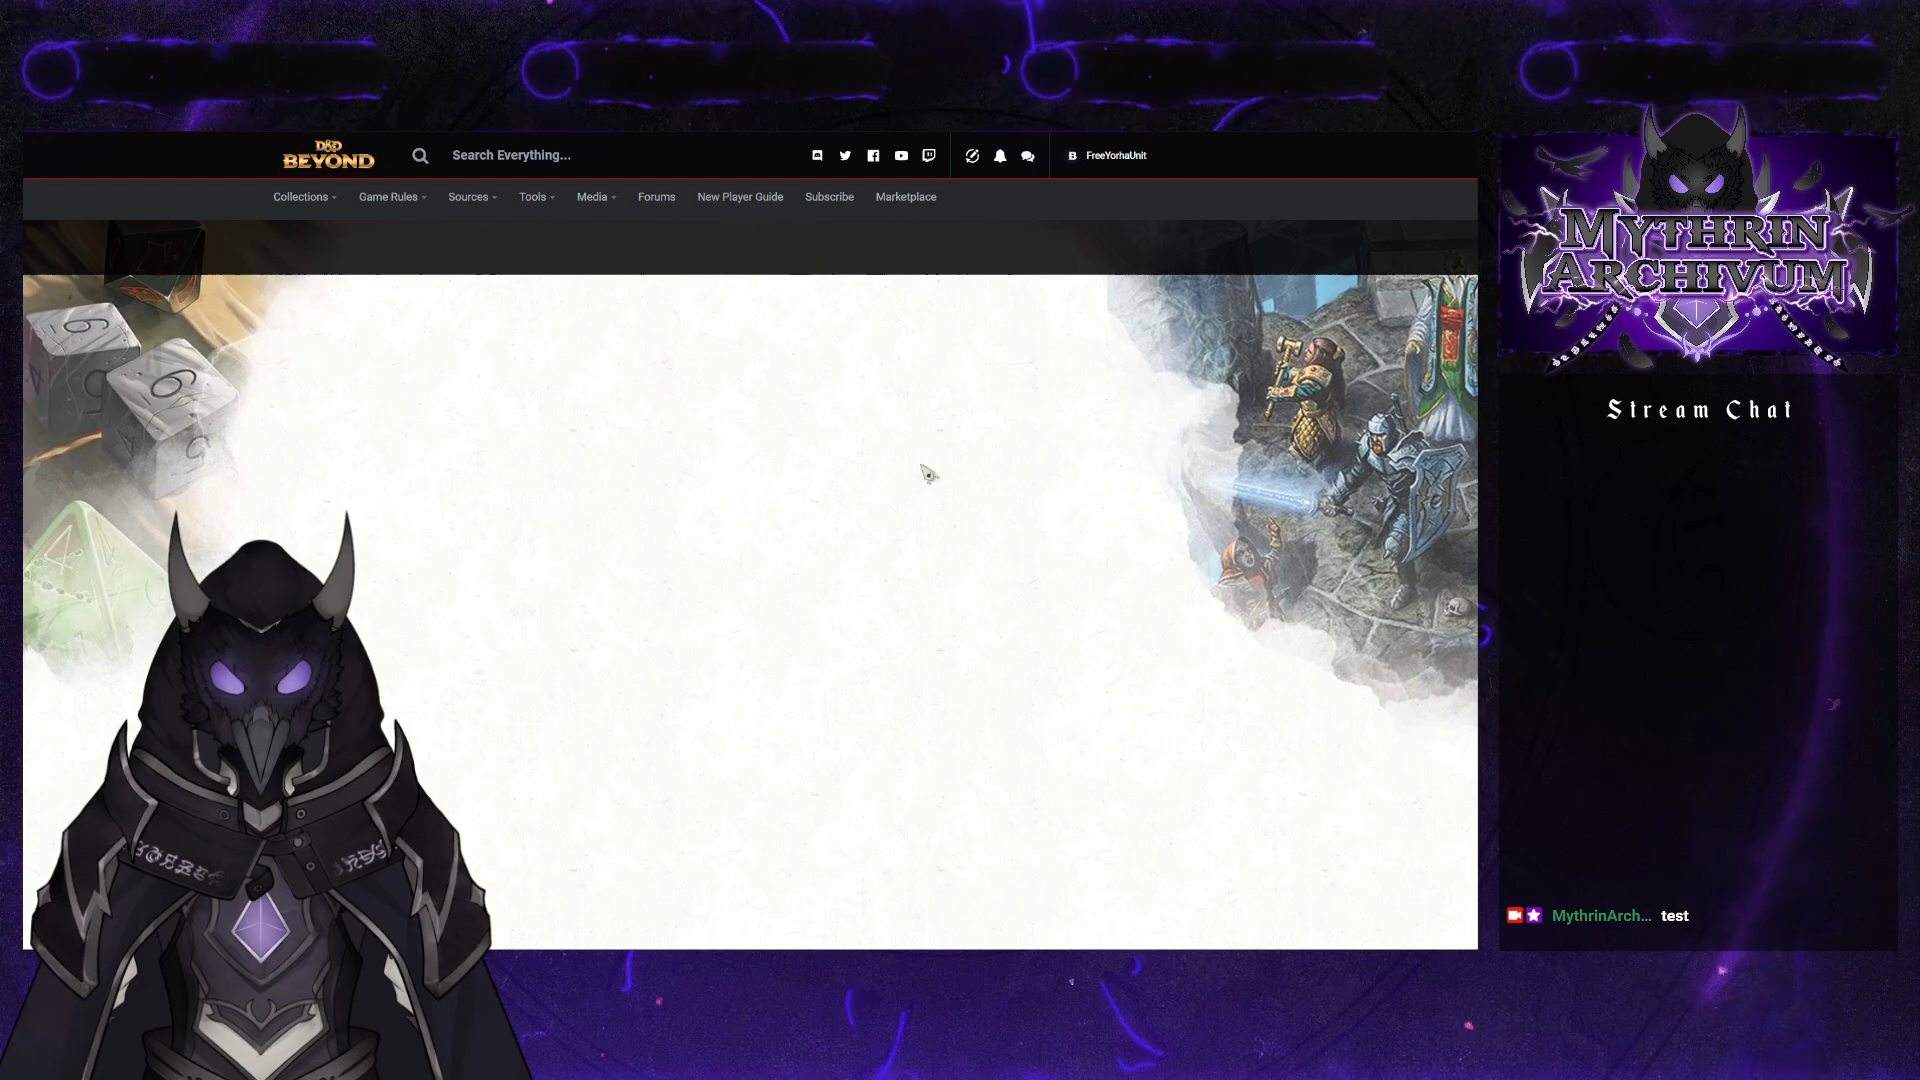 D&D
BEYOND
Search Everything...
B FreeYorhaUnit
Collections
Game Rules
Sources
Tools
Media
Forums
New Player Guide
Subscribe
Marketplace
MYTHRIN
ARCHIVUM
Stream Chat
MythrinArch... test